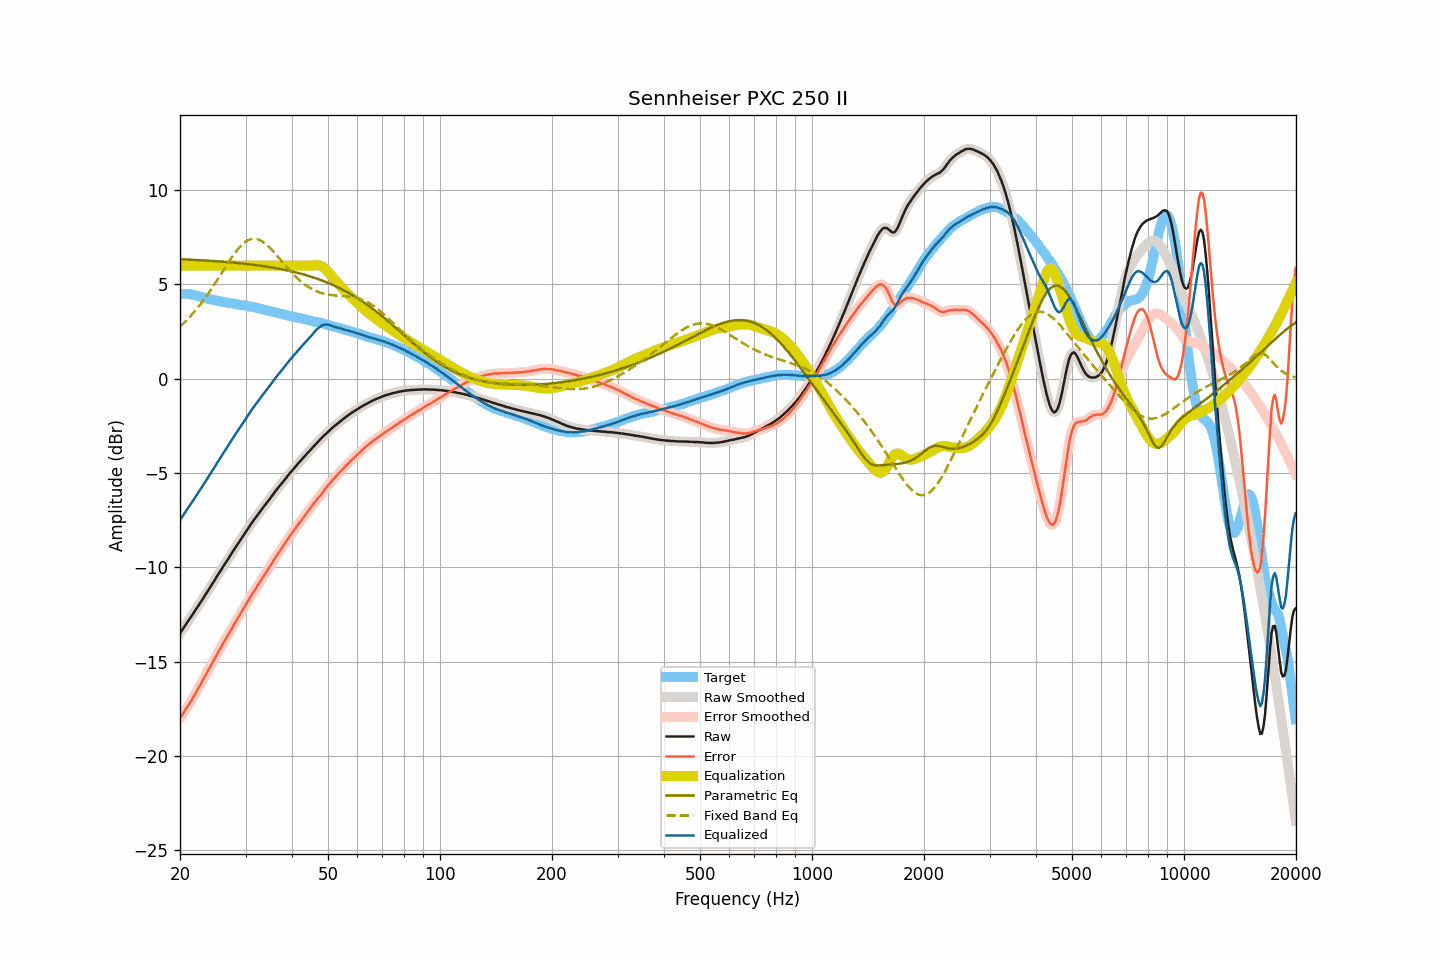 Sennheiser PXC 250 II
Amplitude (dBr)
10
5
0
−5
−10
−15
−20
−25
Target
Raw Smoothed
Error Smoothed
Raw
Error
Equalization
Parametric Eq
Fixed Band Eq
Equalized
20 50 100 200 500 1000 2000 5000 10000 20000
Frequency (Hz)